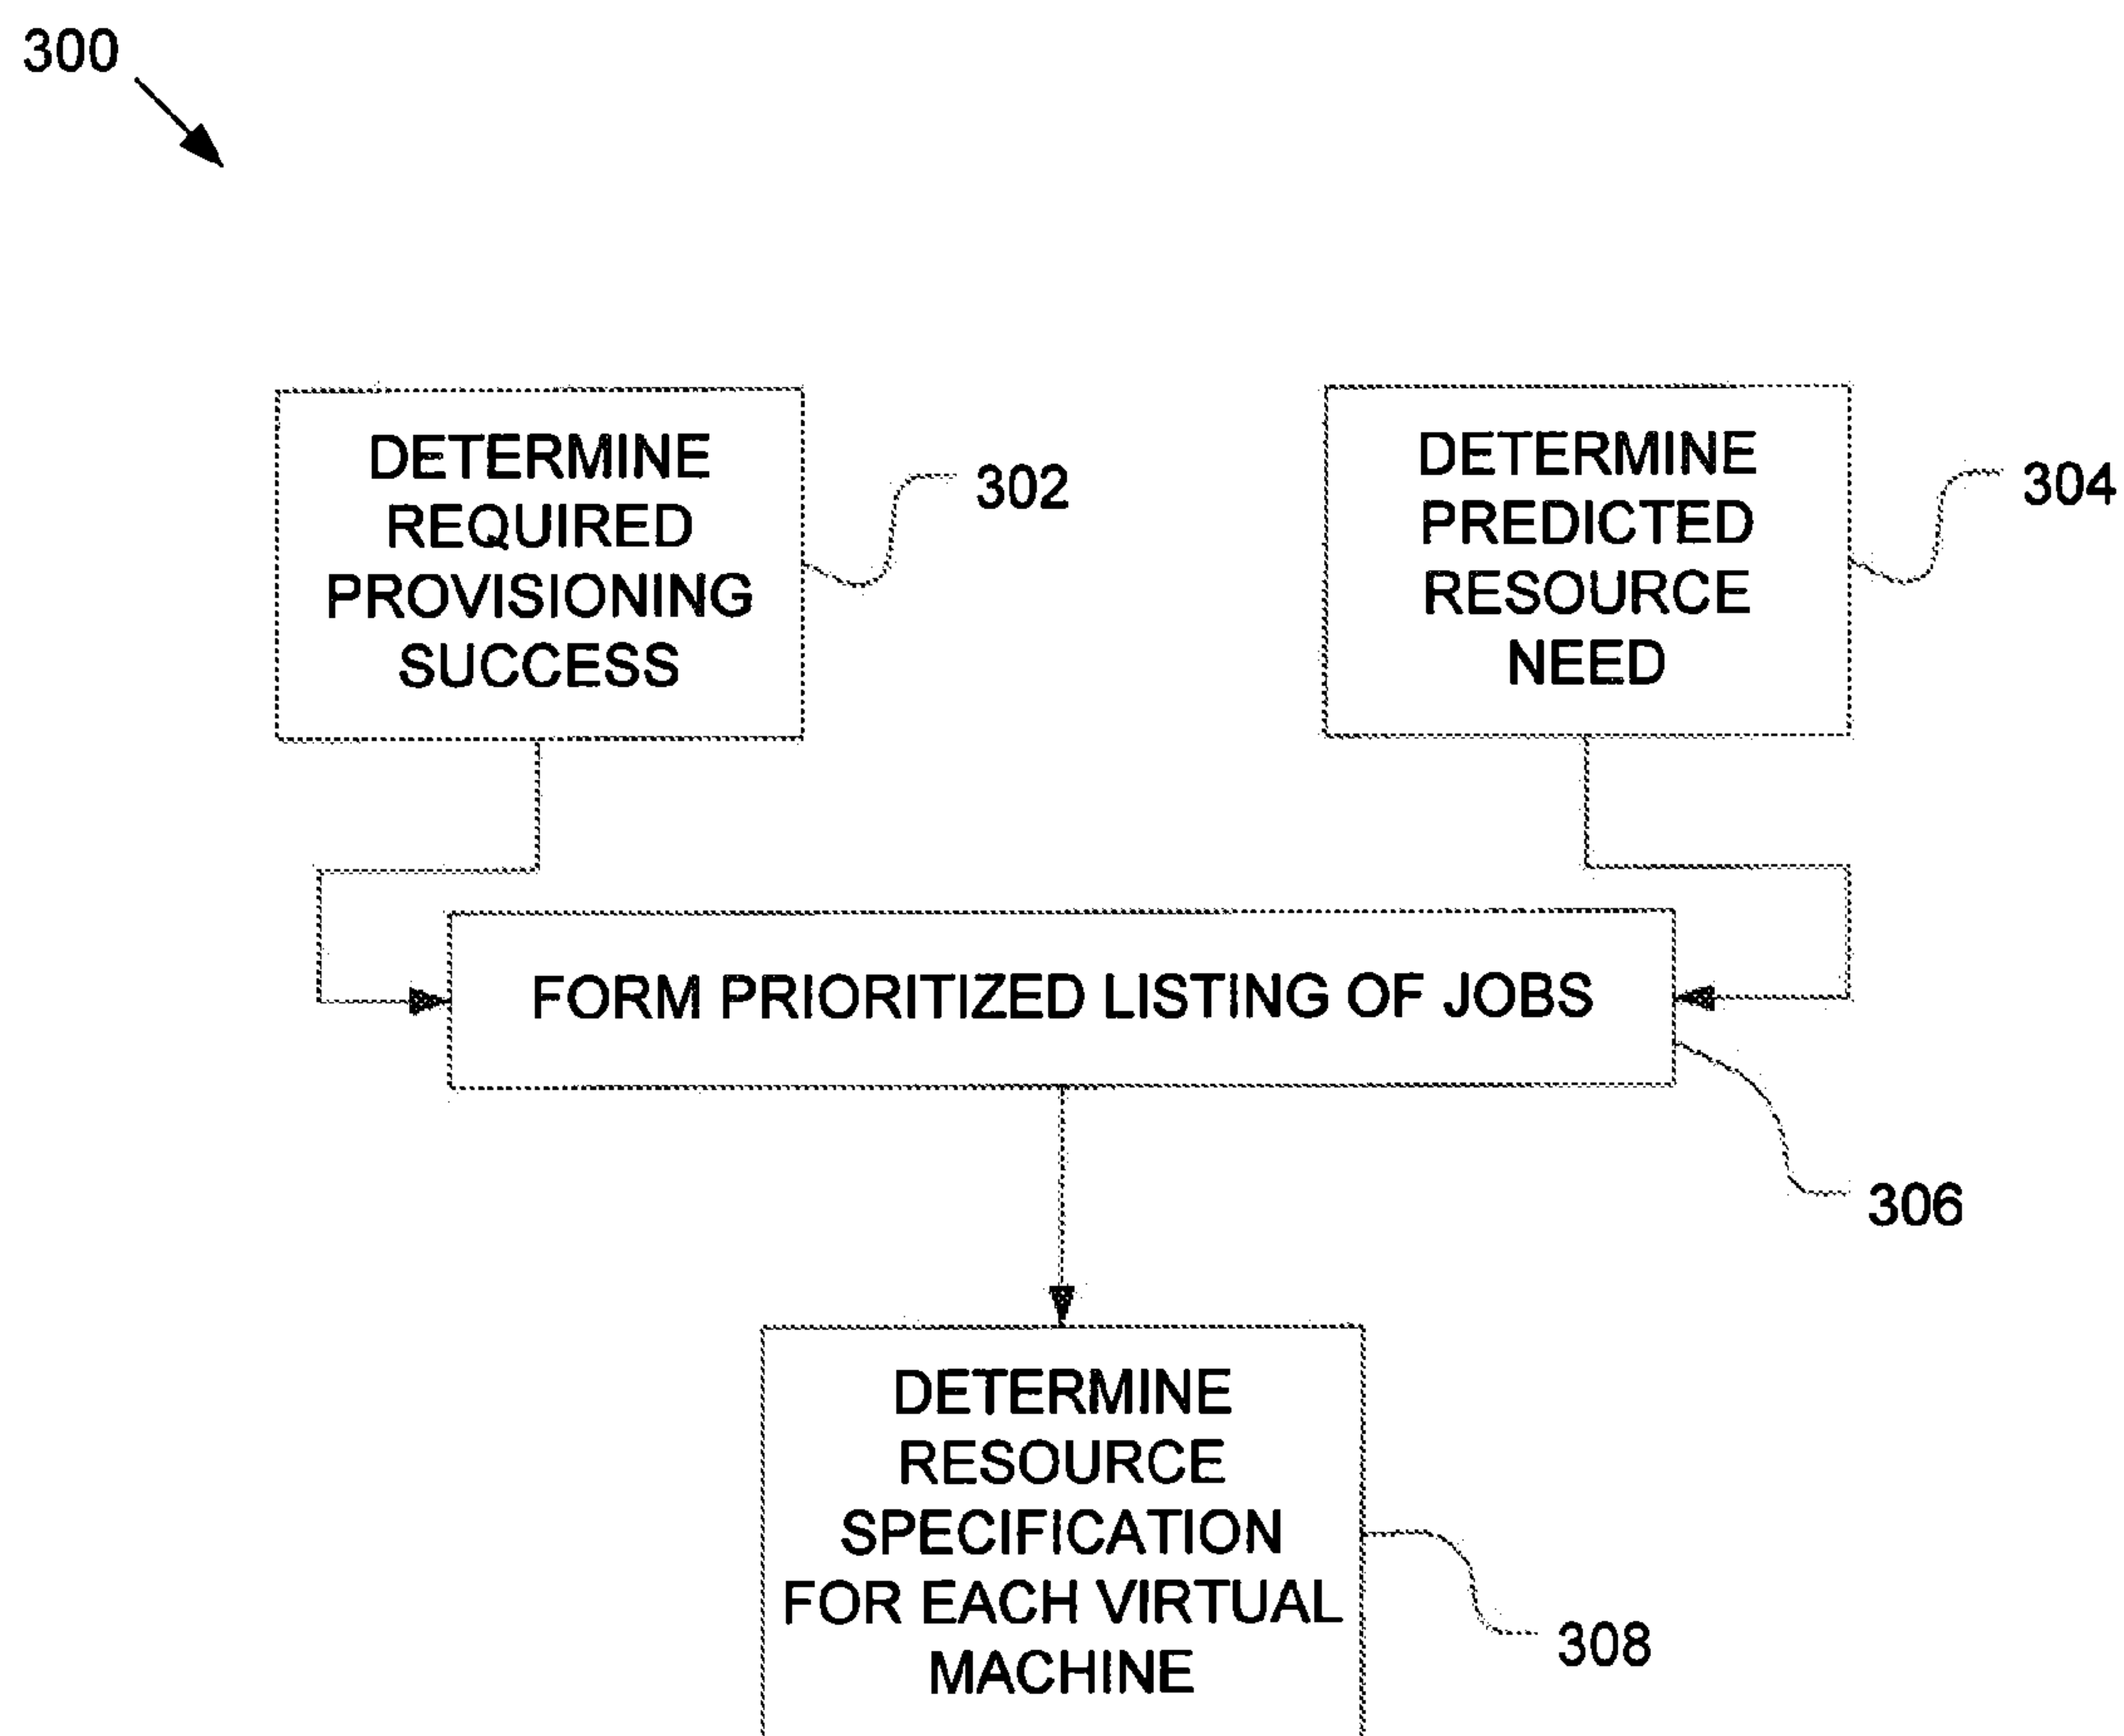 300
DETERMINE
REQUIRED
PROVISIONING
SUCCESS
302
DETERMINE
PREDICTED
RESOURCE
NEED
304
FORM PRIORITIZED LISTING OF JOBS
306
DETERMINE
RESOURCE
SPECIFICATION
FOR EACH VIRTUAL
MACHINE
308